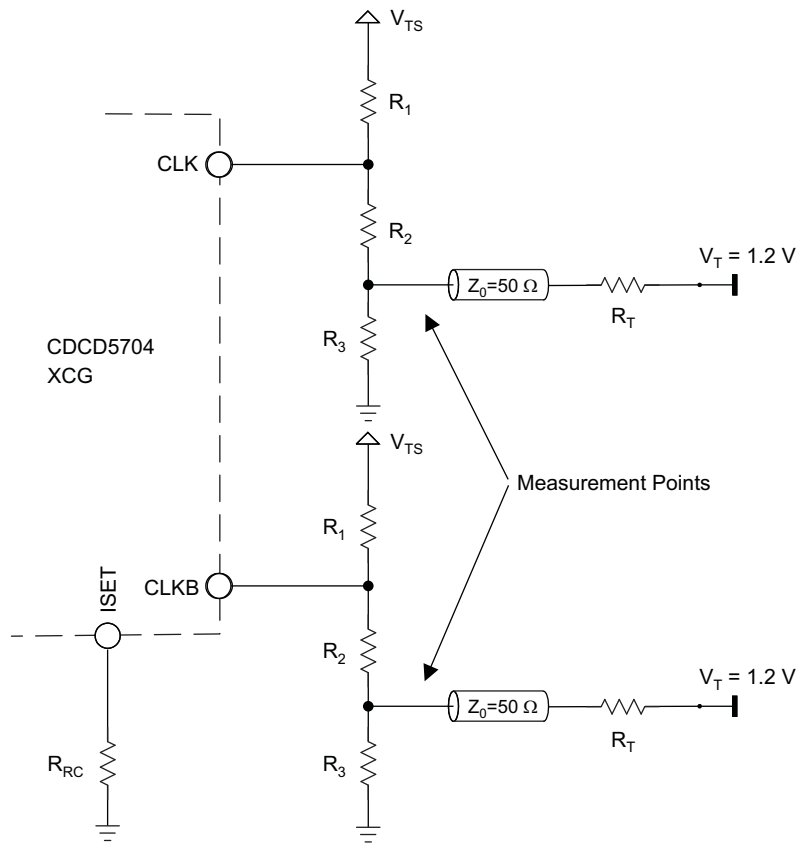 V_TS
R_1
CLK
R_2
V_T = 1.2 V
Z_0=50 Ω
R_T
R_3
CDCD5704
XCG
V_TS
Measurement Points
R_1
ISET
CLKB
R_2
V_T = 1.2 V
Z_0=50 Ω
R_T
R_RC
R_3